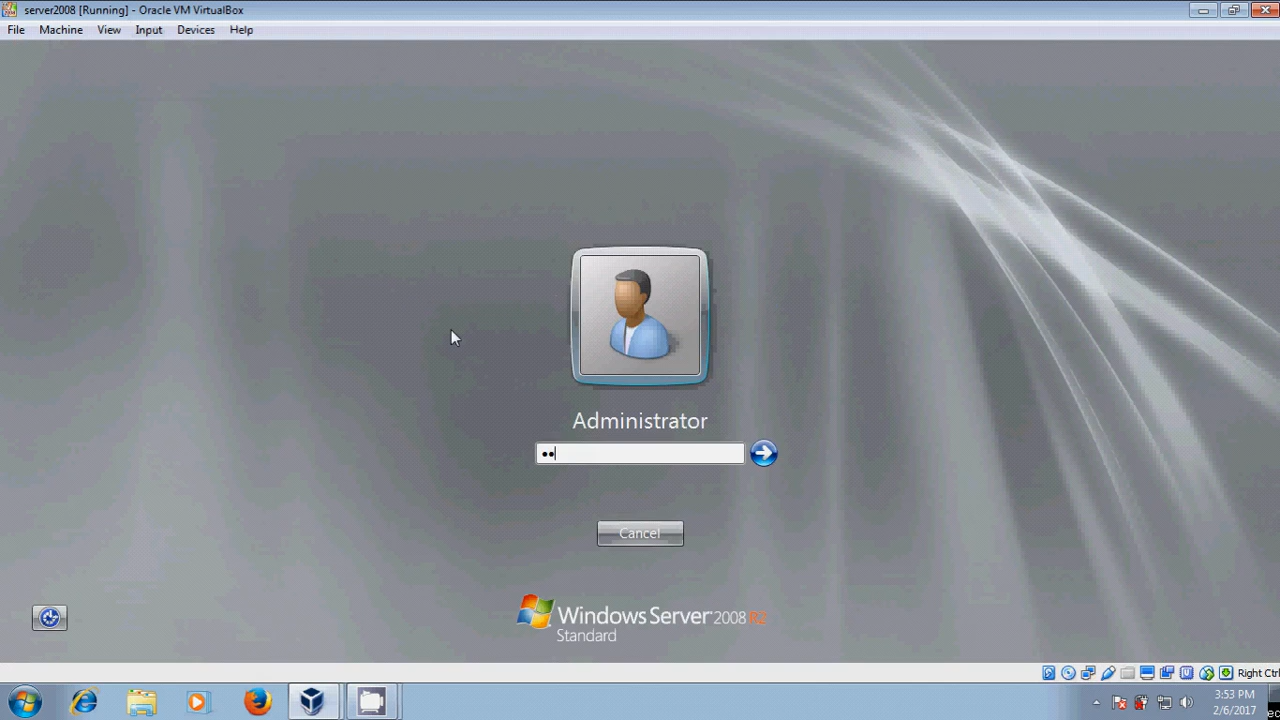 server2008 [Running] - Oracle VM VirtualBox
File Machine View Input Devices Help
Administrator
Cancel
Windows Server 2008 R2
Standard
Right Ctrl
3:53 PM
2/6/2017